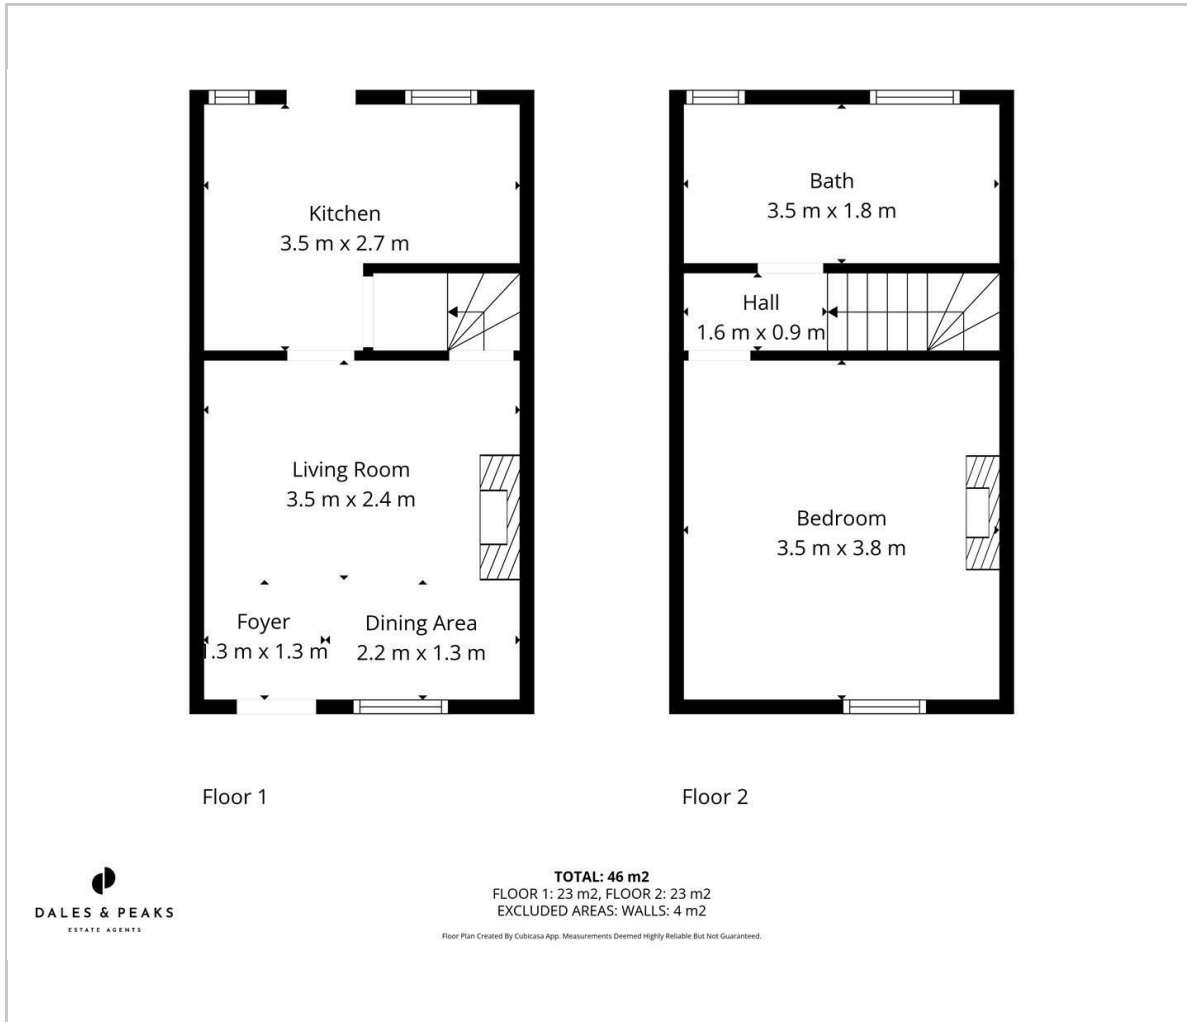 Kitchen
3.5 m x 2.7 m
Living Room
3.5 m x 2.4 m
Foyer
1.3 m x 1.3 m
Dining Area
2.2 m x 1.3 m
Floor 1
Bath
3.5 m x 1.8 m
Hall
1.6 m x 0.9 m
Bedroom
3.5 m x 3.8 m
Floor 2
DALES & PEAKS
ESTATE AGENTS
TOTAL: 46 m2
FLOOR 1: 23 m2, FLOOR 2: 23 m2
EXCLUDED AREAS: WALLS: 4 m2
Floor Plan Created By Cubicasa App. Measurements Deemed Highly Reliable But Not Guaranteed.